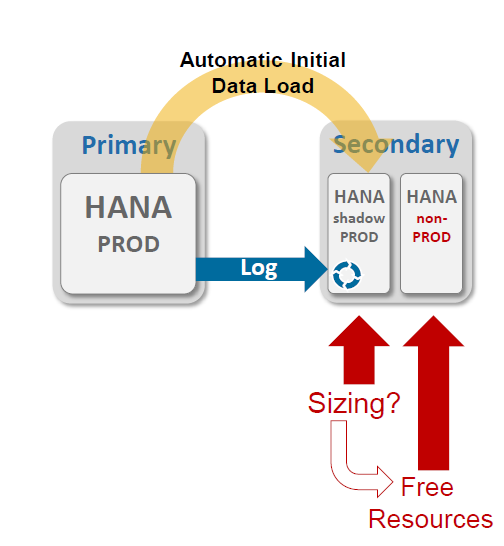 Automatic Initial
Data Load
Primary
HANA
PROD
Secondary
HANA
shadow
PROD
HANA
non-
PROD
Log
Sizing?
Free
Resources